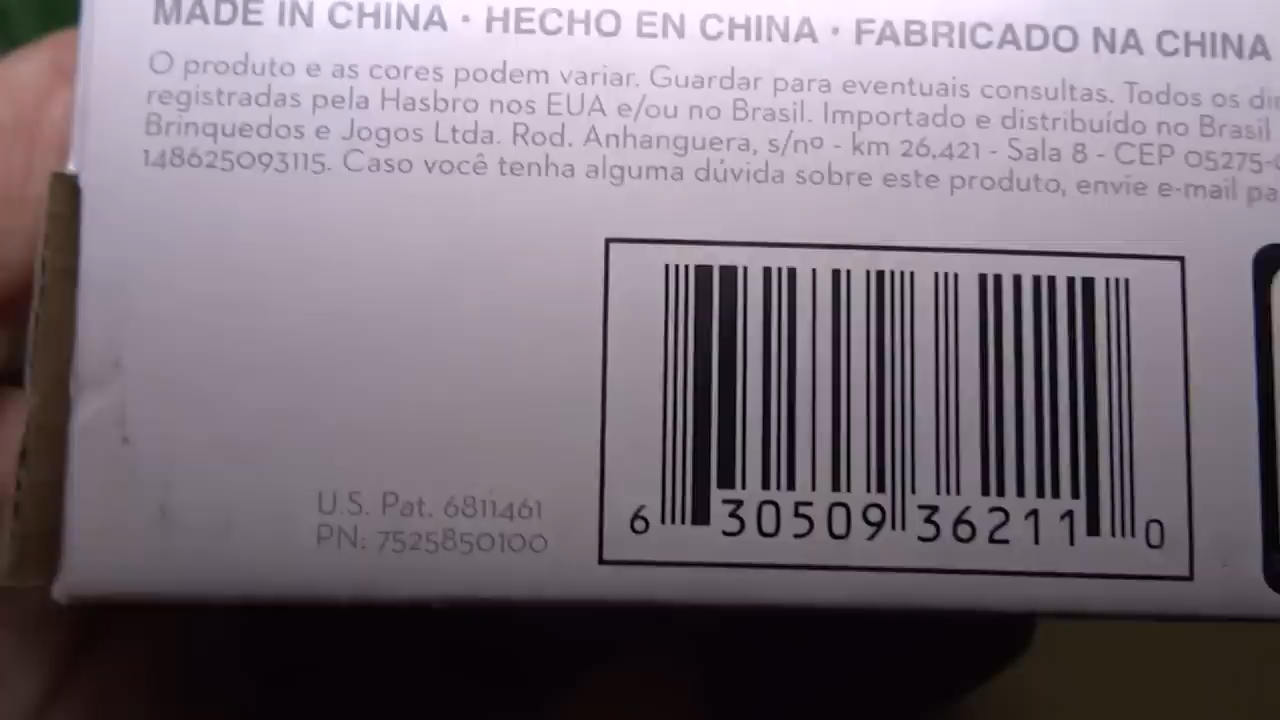 MADE IN CHINA • HECHO EN CHINA • FABRICADO NA CHINA
O produto e as cores podem variar. Guardar para eventuais consultas. Todos os
registradas pela Hasbro nos EUA e/ou no Brasil. Importado e distribuído no Brasil
Brinquedos e Jogos Ltda. Rod. Anhanguera, s/nº - km 26,421 - Sala 8 - CEP 05275-
148625093115. Caso você tenha alguma dúvida sobre este produto, envie e-mail
U.S. Pat. 6811461
PN: 7525850100
6 30509 36211 0